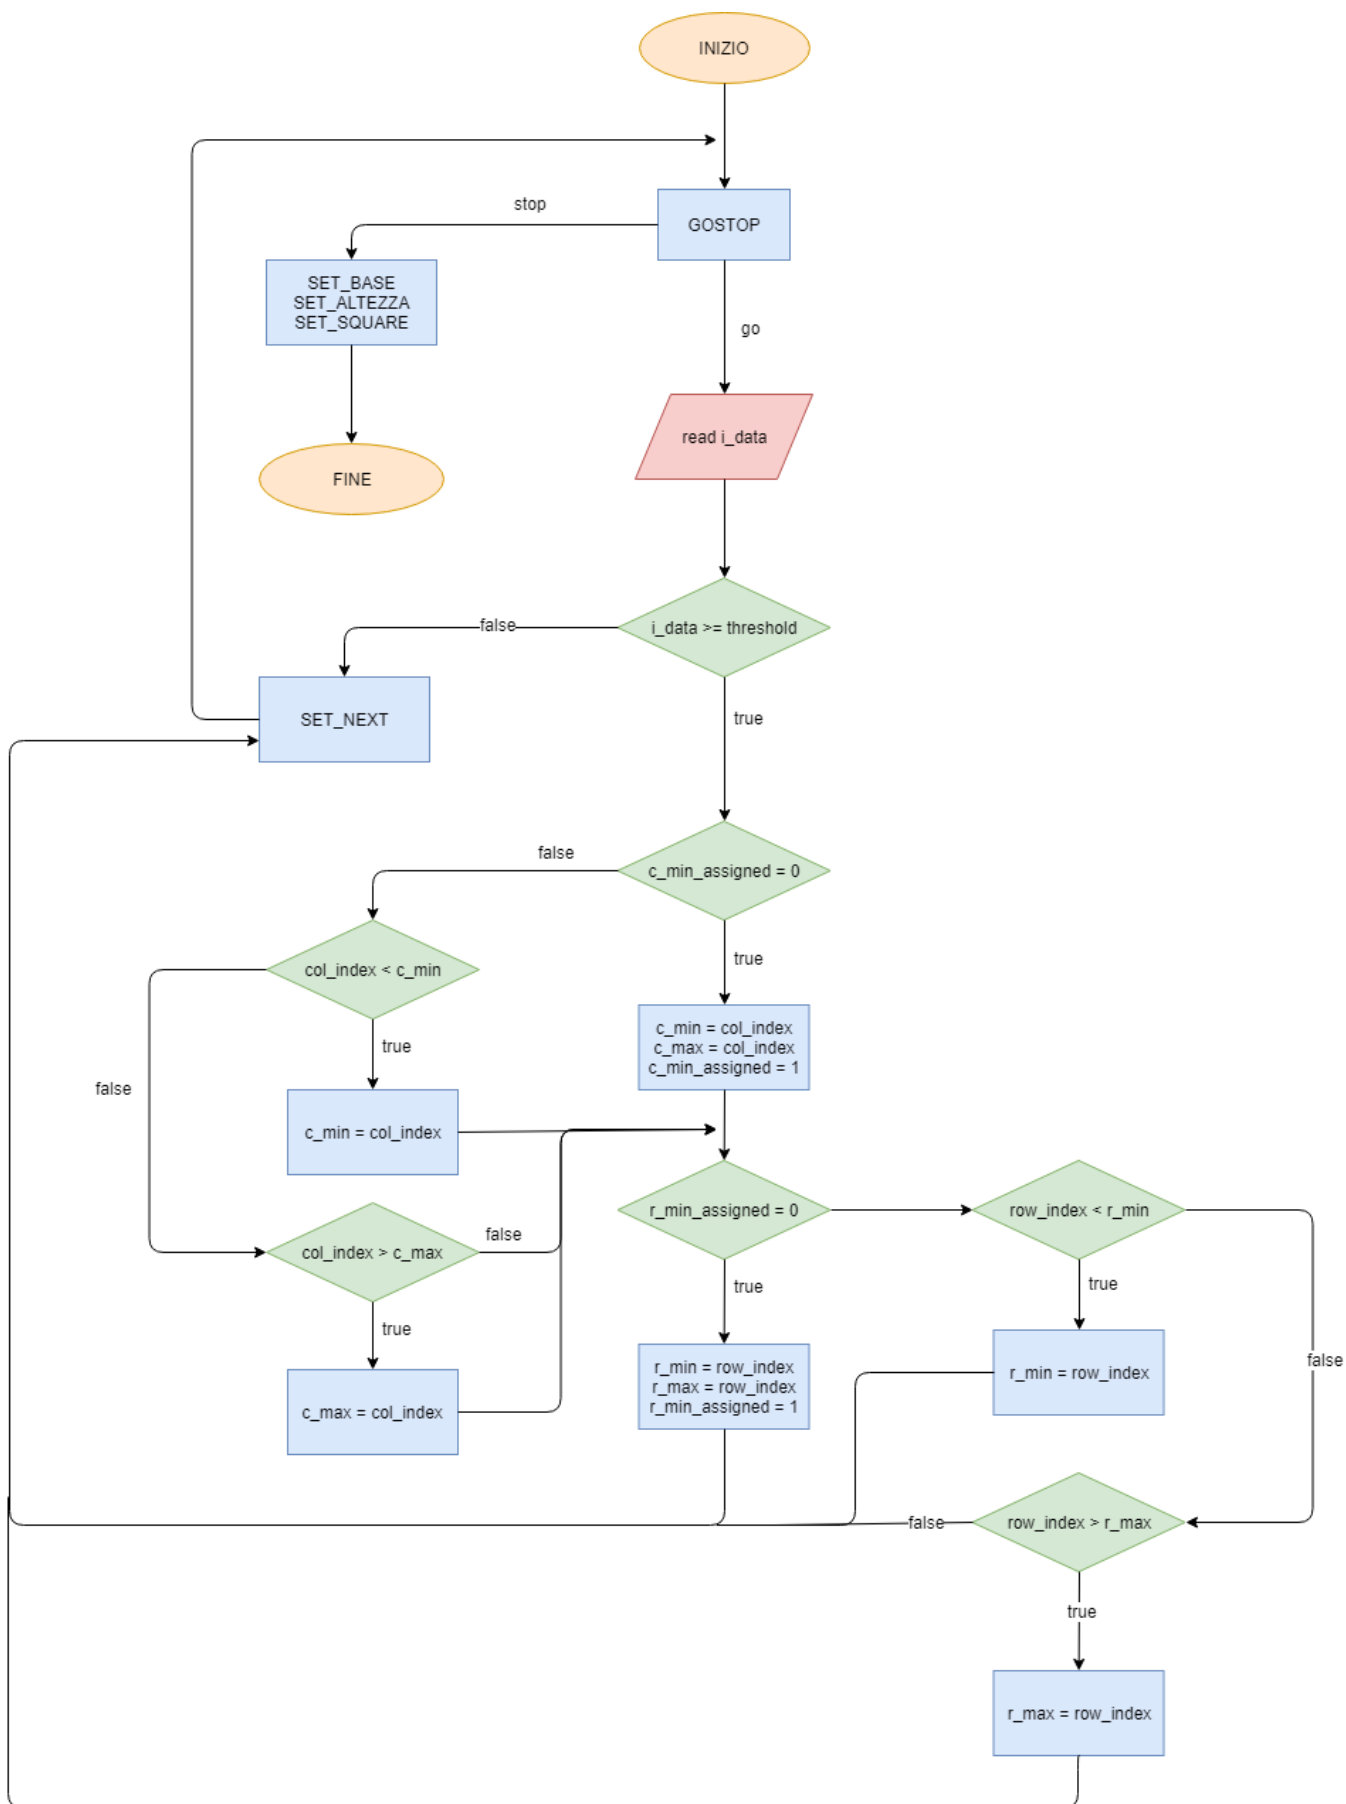 INIZIO
stop
GOSTOP
SET_BASE
SET_ALTEZZA
SET_SQUARE
go
read i_data
FINE
i_data >= threshold
false
true
SET_NEXT
c_min_assigned = 0
false
true
col_index < c_min
true
false
c_min = col_index
c_max = col_index
c_min_assigned = 1
c_min = col_index
r_min_assigned = 0
row_index < r_min
col_index > c_max
false
true
true
true
false
r_min = row_index
r_max = row_index
r_min_assigned = 1
r_min = row_index
c_max = col_index
row_index > r_max
false
true
r_max = row_index